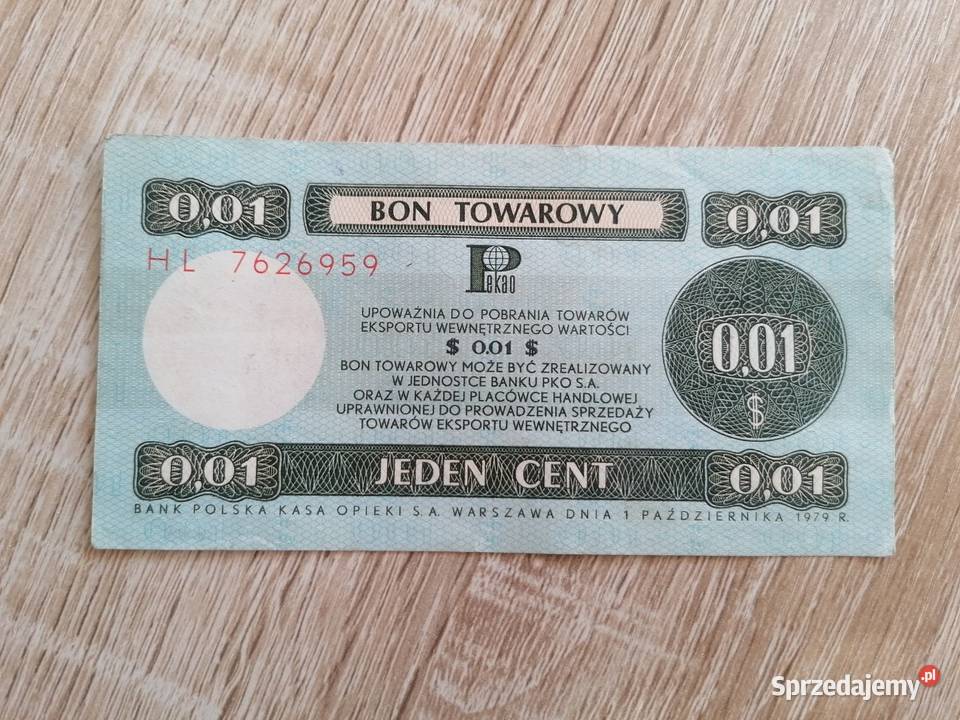 0,01 BON TOWAROWY 0,01
HL 7626959
Pekao
UPOWAŻNIA DO POBRANIA TOWARÓW
EKSPORTU WEWNĘTRZNEGO WARTOŚCI
$ 0.01 $
BON TOWAROWY MOŻE BYĆ ZREALIZOWANY
W JEDNOSTCE BANKU PKO S.A.
ORAZ W KAŻDEJ PLACÓWCE HANDLOWEJ
UPRAWNIONEJ DO PROWADZENIA SPRZEDAŻY
TOWARÓW EKSPORTU WEWNĘTRZNEGO
0,01
$
0,01 JEDEN CENT 0,01
BANK POLSKA KASA OPIEKI S.A. WARSZAWA DNIA 1 PAŹDZIERNIKA 1979 R.
Sprzedajemy.pl